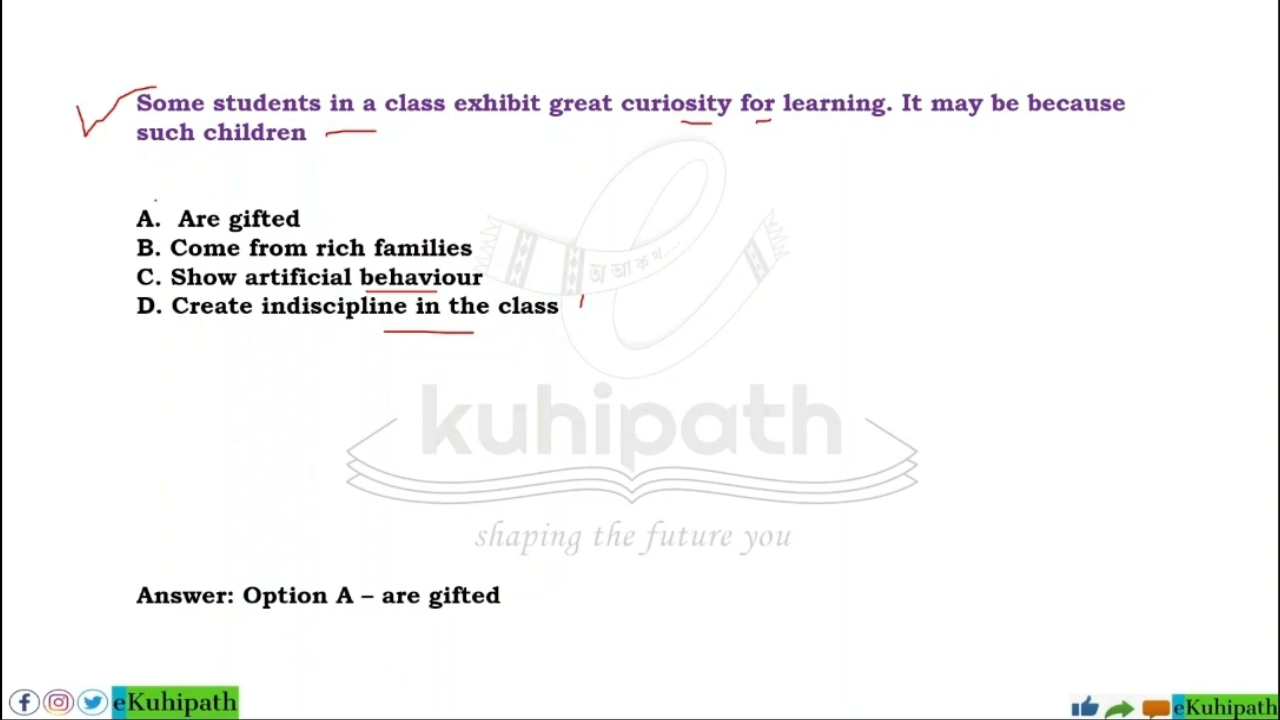 Some students in a class exhibit great curiosity for learning. It may be because
such children
A. Are gifted
B. Come from rich families
C. Show artificial behaviour
D. Create indiscipline in the class
অ আ ক খ....
kuhipath
shaping the future you
Answer: Option A – are gifted
eKuhipath
eKuhipath